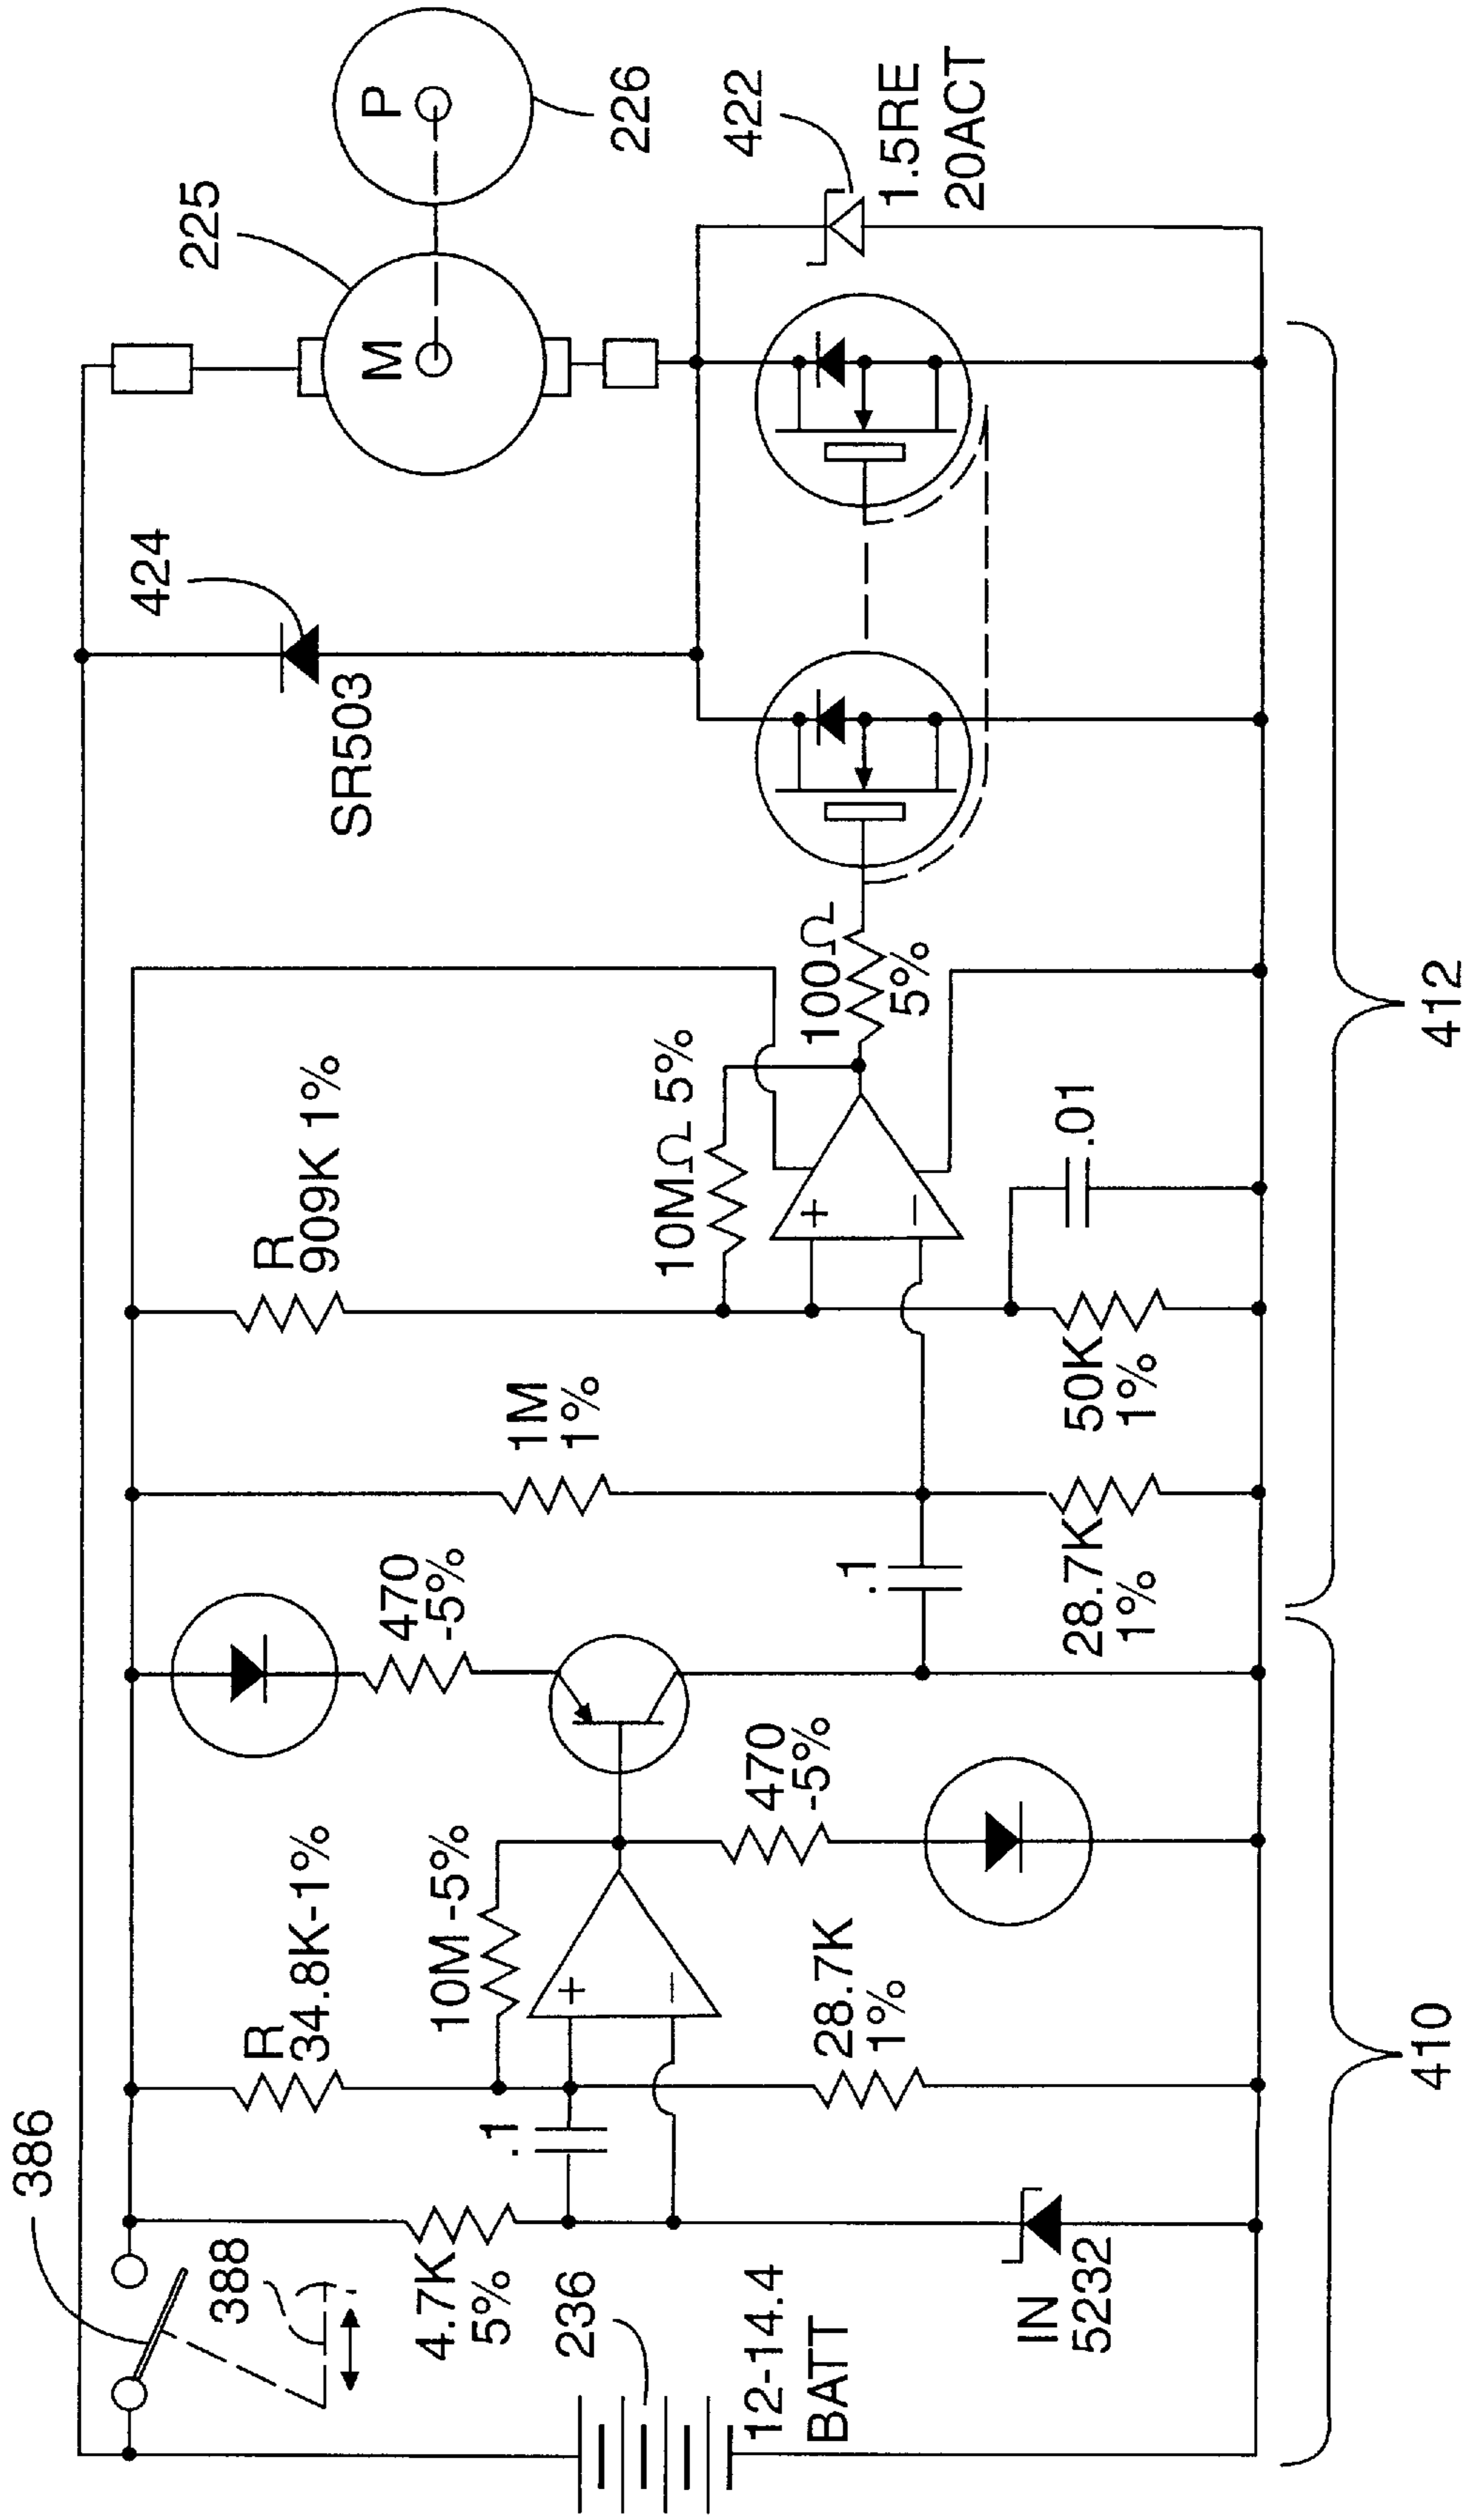 386
388
236
12-14.4
BATT
4.7K
5%
IN
5232
R
34.8K-1%
.1
10M-5%
+
−
28.7K
1%
470
-5%
470
-5%
410
1M
1%
.1
28.7K
1%
R
909K 1%
10MΩ 5%
+
−
50K
1%
.01
100Ω
5%
412
424
SR503
225
M
P
226
422
1.5RE
20ACT